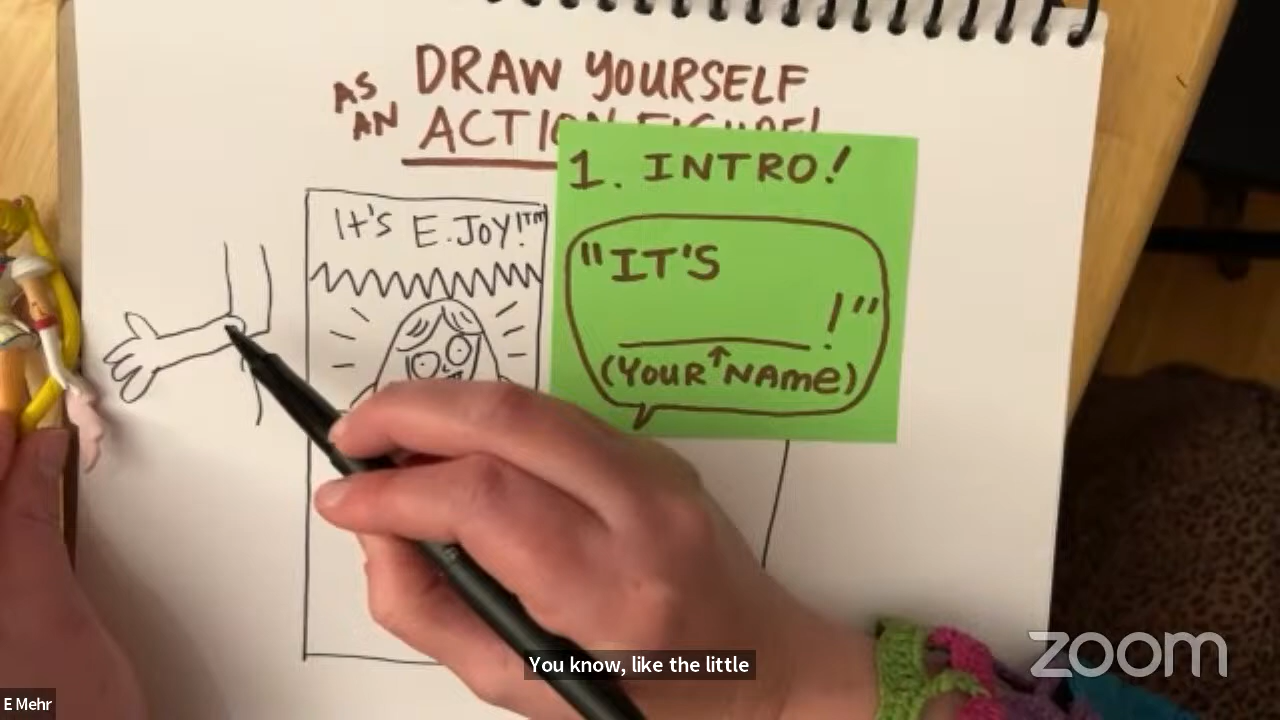 DRAW YOURSELF
AS
AN
ACTION FIGURE!
1. INTRO!
It's E.JOY!™
"IT'S
!"
(YOUR NAME)
You know, like the little
zoom
E Mehr